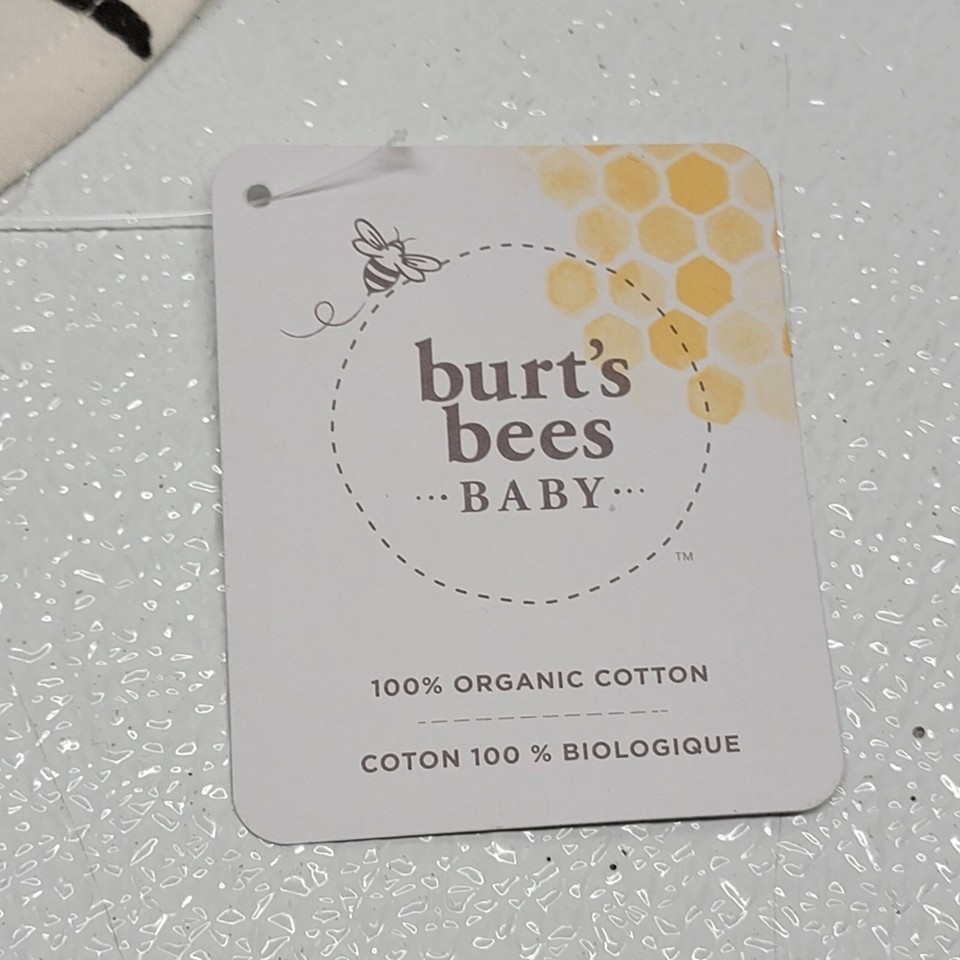 burt's
bees
···BABY···
TM
100% ORGANIC COTTON
COTON 100 % BIOLOGIQUE